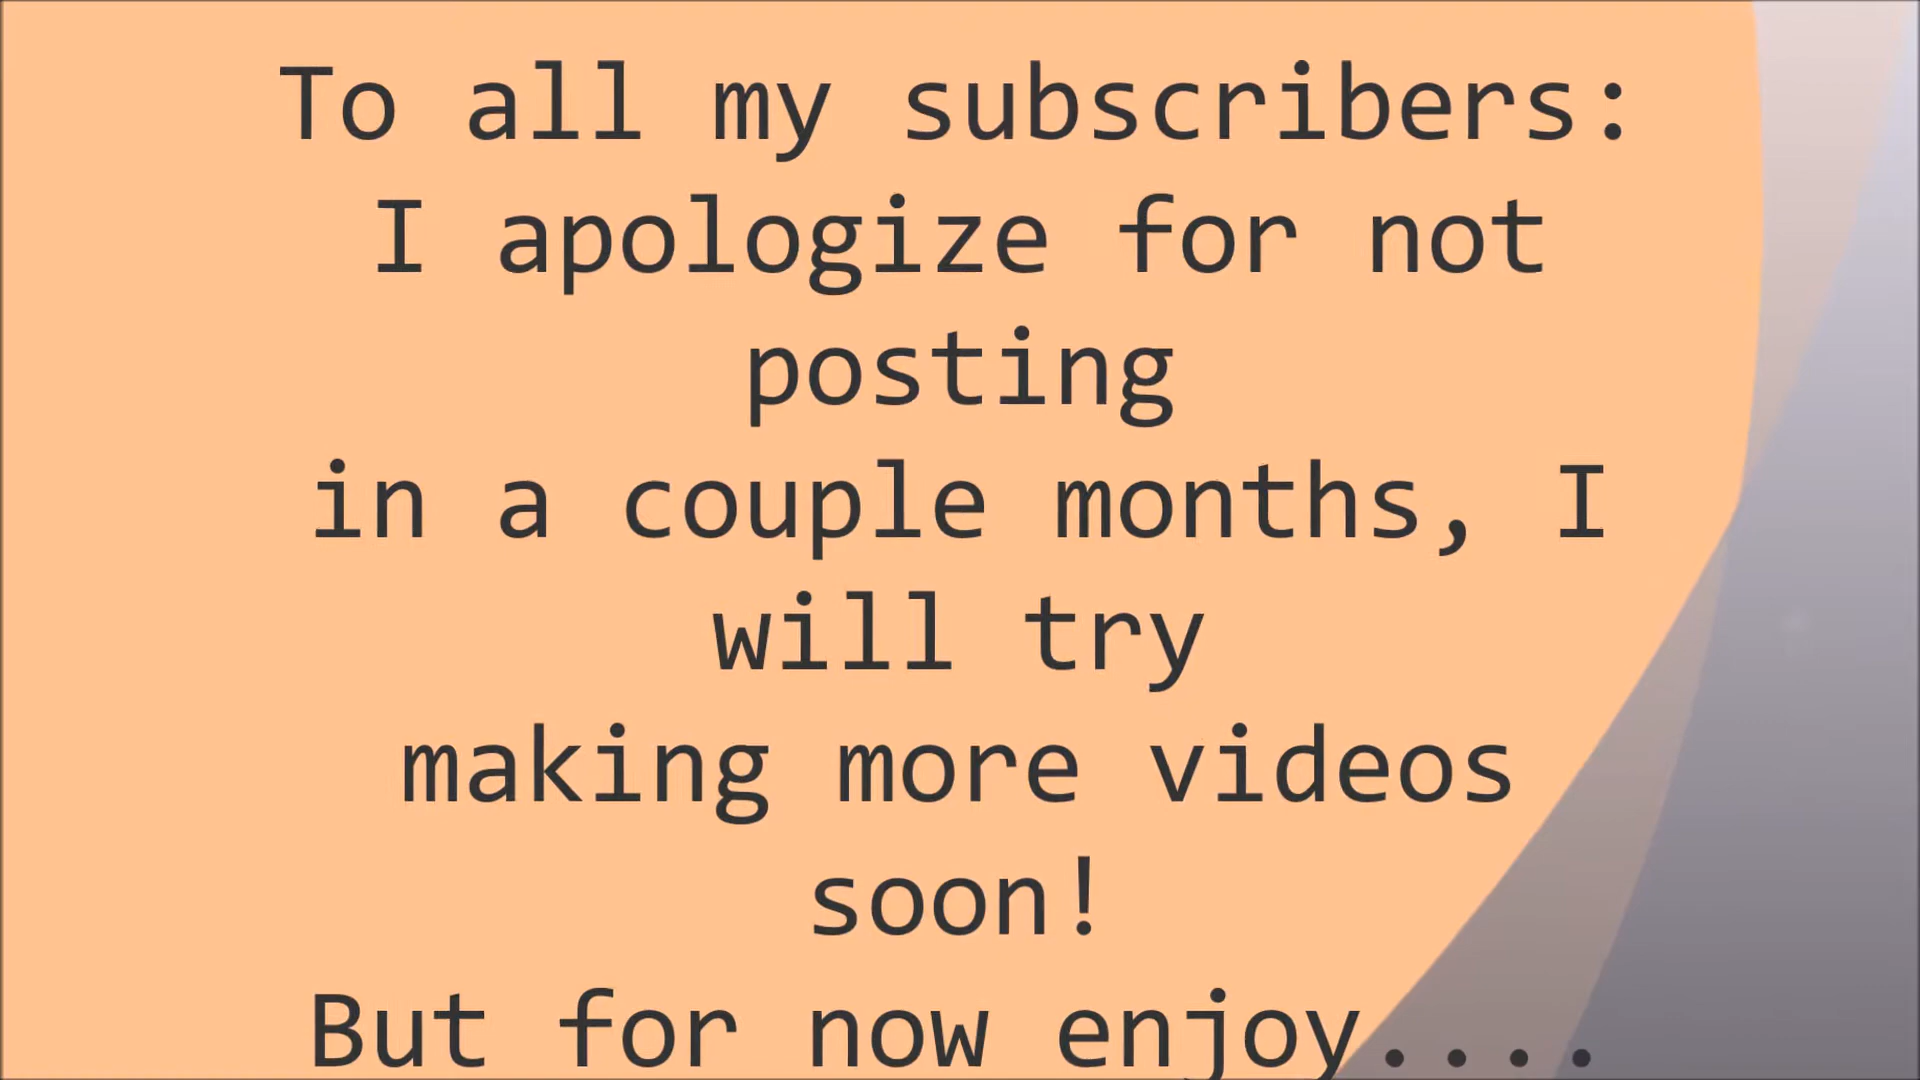 To all my subscribers:
I apologize for not
posting
in a couple months, I
will try
making more videos
soon!
But for now enjoy....